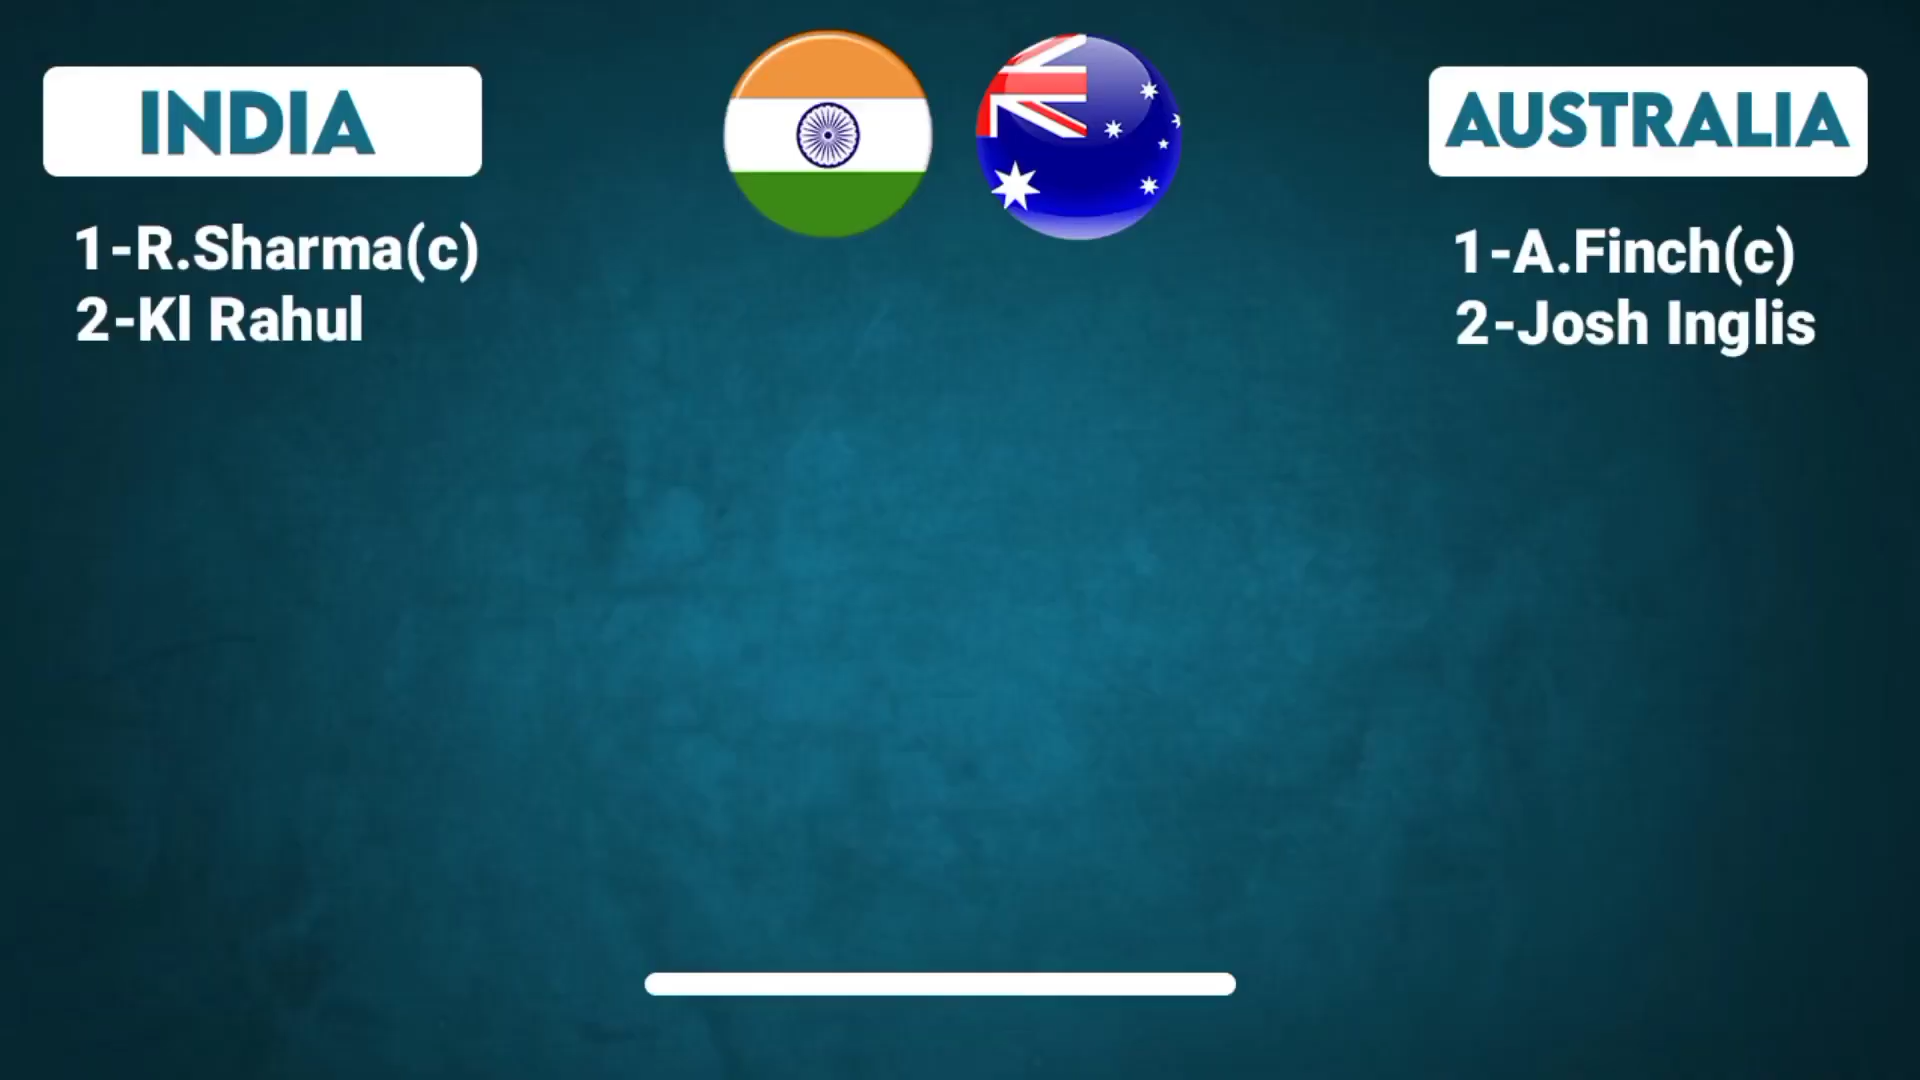 INDIA
1-R.Sharma(c)
2-Kl Rahul
AUSTRALIA
1-A.Finch(c)
2-Josh Inglis